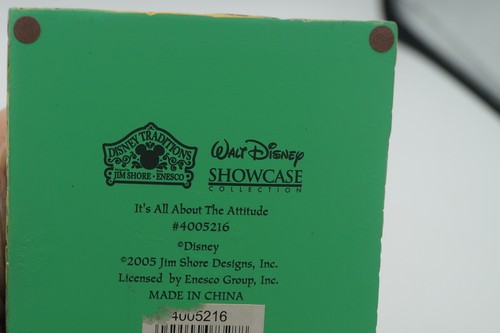 DISNEY TRADITIONS
JIM SHORE • ENESCO
WALT DISNEY
SHOWCASE
COLLECTION
It's All About The Attitude
#4005216
©Disney
©2005 Jim Shore Designs, Inc.
Licensed by Enesco Group, Inc.
MADE IN CHINA
4005216